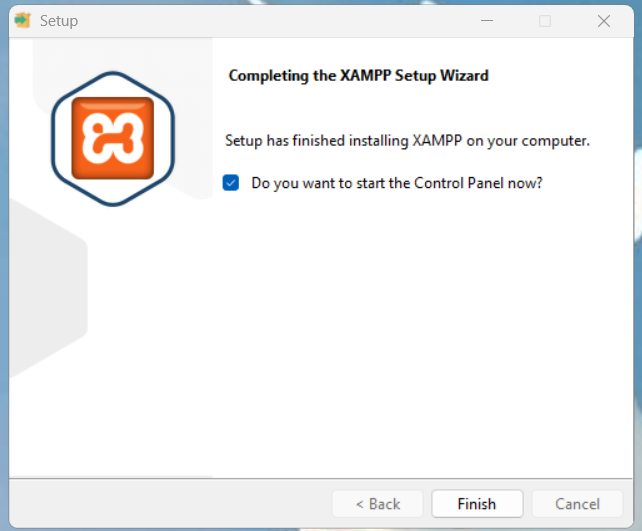 Setup
Completing the XAMPP Setup Wizard
Setup has finished installing XAMPP on your computer.
Do you want to start the Control Panel now?
< Back
Finish
Cancel